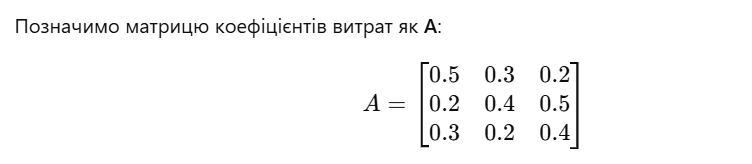 Позначимо матрицю коефіцієнтів витрат як A:
0.5 0.3 0.2
A = 0.2 0.4 0.5
0.3 0.2 0.4